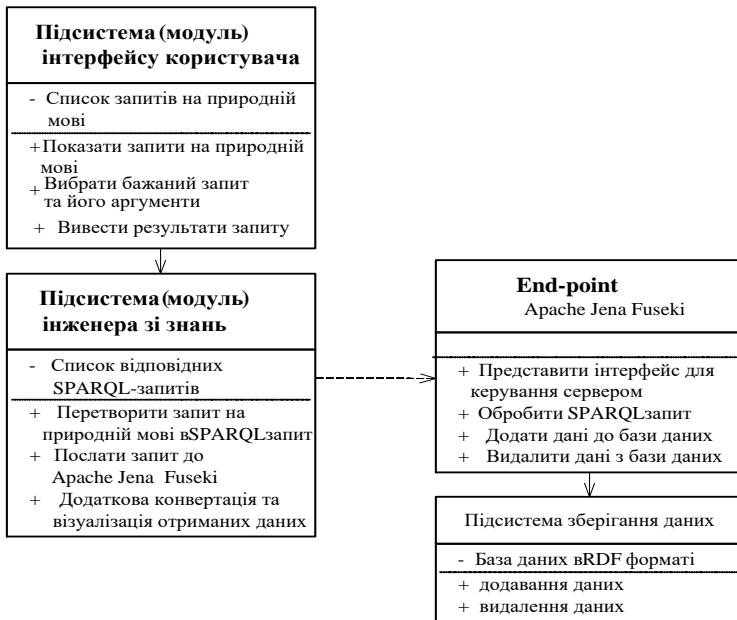 Підсистема (модуль)
інтерфейсу користувача
- Список запитів на природній
мові
+Показати запити на природній
мові
+ Вибрати бажаний запит
та його аргументи
+ Вивести результати запиту
Підсистема (модуль)
інженера зі знань
- Список відповідних
SPARQL-запитів
+ Перетворити запит на
природній мові вSPARQLзапит
+ Послати запит до
Apache Jena Fuseki
+ Додаткова конвертація та
візуалізація отриманих даних
End-point
Apache Jena Fuseki
+ Представити інтерфейс для
керування сервером
+ Обробити SPARQLзапит
+ Додати дані до бази даних
+ Видалити дані з бази даних
Підсистема зберігання даних
- База даних вRDF форматі
+ додавання даних
+ видалення даних